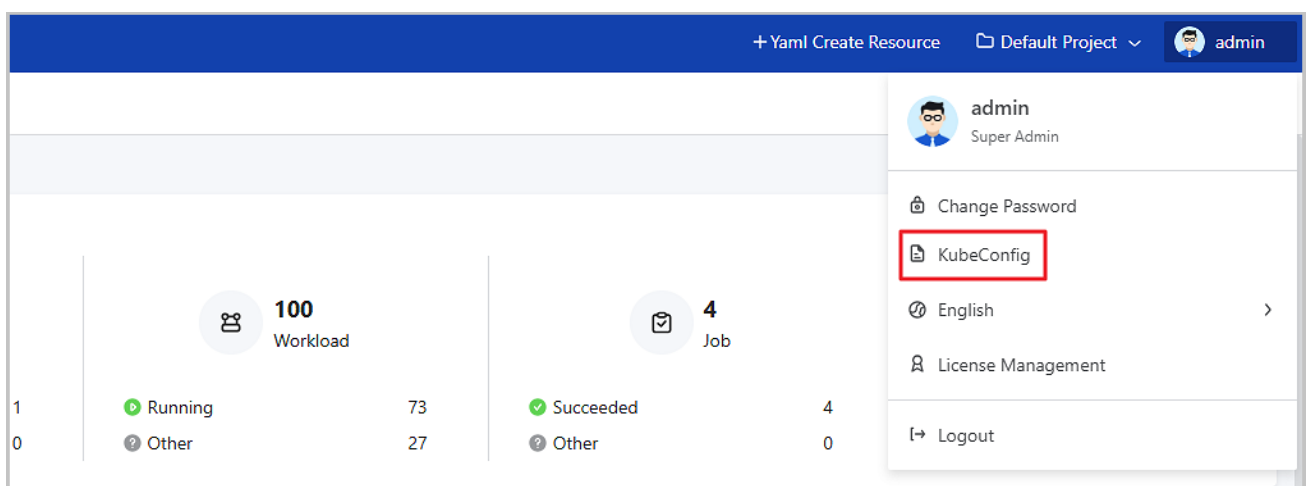 + Yaml Create Resource Default Project admin
admin
Super Admin
Change Password
KubeConfig
English
License Management
Logout
100
Workload
4
Job
1 Running 73 Succeeded 4
0 Other 27 Other 0